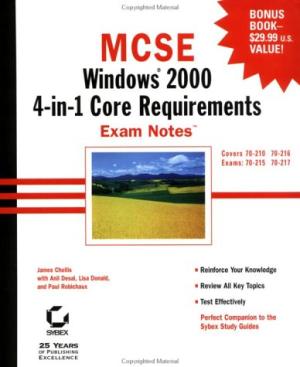 BONUS
BOOK–
$29.99 U.S.
VALUE!
MCSE
Windows® 2000
4-in-1 Core Requirements
Exam Notes™
Covers 70-210 70-216
Exams: 70-215 70-217
James Chellis
with Anil Desai, Lisa Donald,
and Paul Robichaux
Reinforce Your Knowledge
Review All Key Topics
Test Effectively
Perfect Companion to the
Sybex Study Guides
SYBEX
25 YEARS
OF PUBLISHING
EXCELLENCE